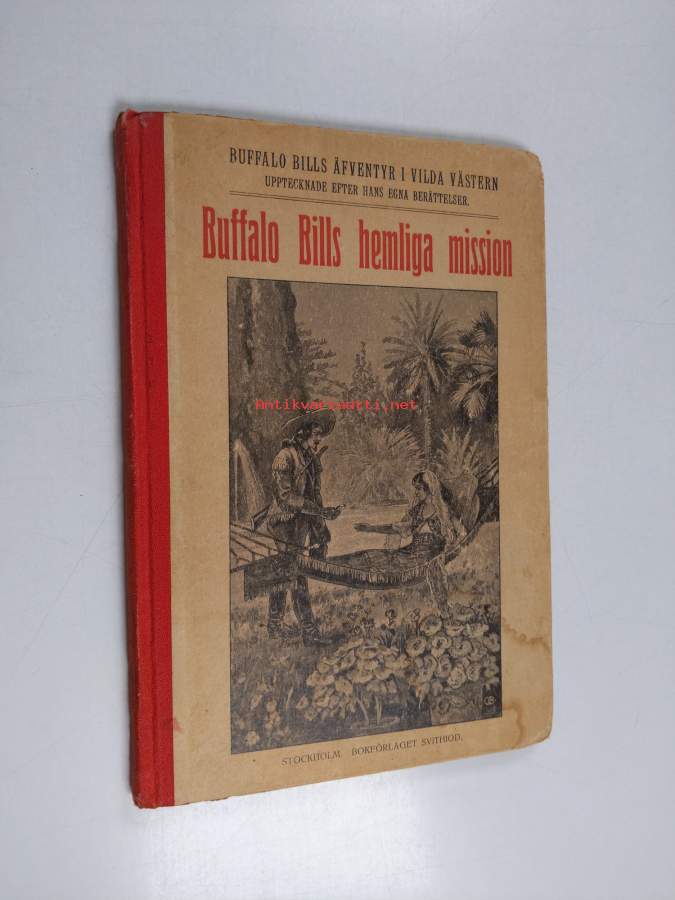 BUFFALO BILLS ÄFVENTYR I VILDA VÄSTERN
UPPTECKNADE EFTER HANS EGNA BERÄTTELSER.
Buffalo Bills hemliga mission
Antikvariaatti.net
STOCKHOLM. BOKFÖRLAGET SVITHIOD.